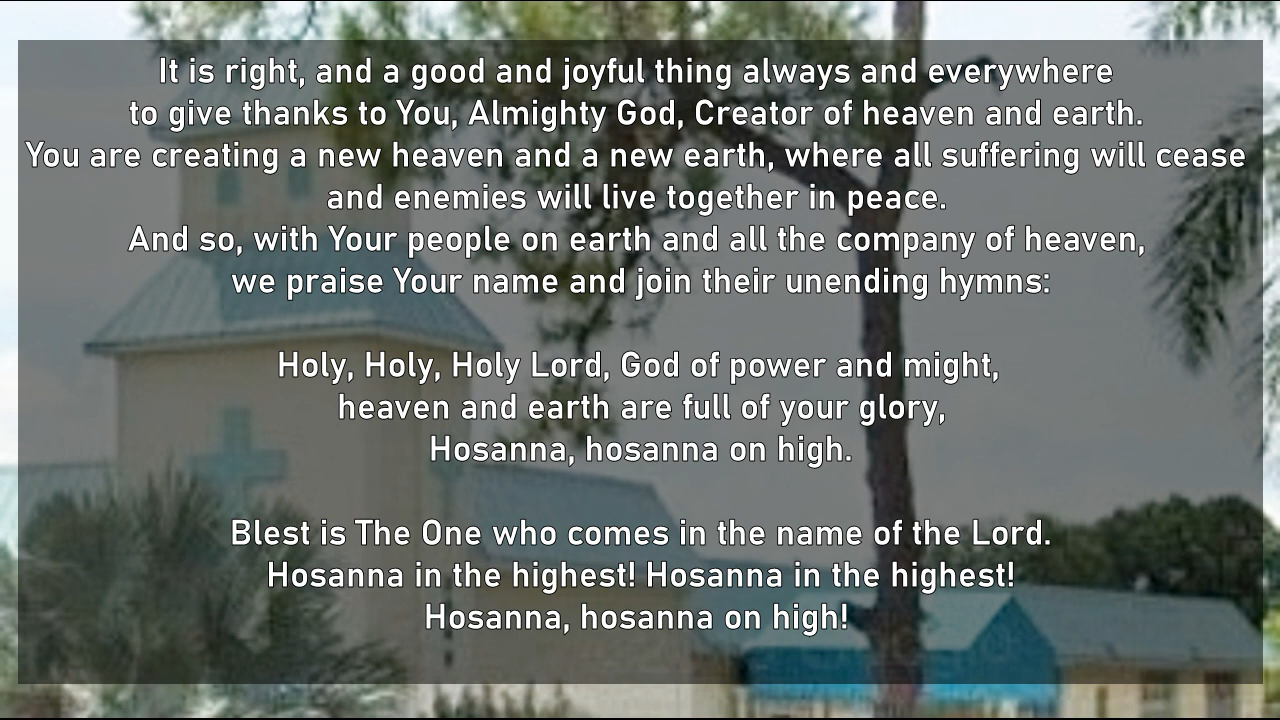 It is right, and a good and joyful thing always and everywhere
to give thanks to You, Almighty God, Creator of heaven and earth.
You are creating a new heaven and a new earth, where all suffering will cease
and enemies will live together in peace.
And so, with Your people on earth and all the company of heaven,
we praise Your name and join their unending hymns:
Holy, Holy, Holy Lord, God of power and might,
heaven and earth are full of your glory,
Hosanna, hosanna on high.
Blest is The One who comes in the name of the Lord.
Hosanna in the highest! Hosanna in the highest!
Hosanna, hosanna on high!